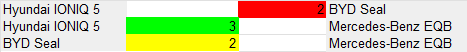 Hyundai IONIQ 5 2 BYD Seal
Hyundai IONIQ 5 3 Mercedes-Benz EQB
BYD Seal 2 Mercedes-Benz EQB